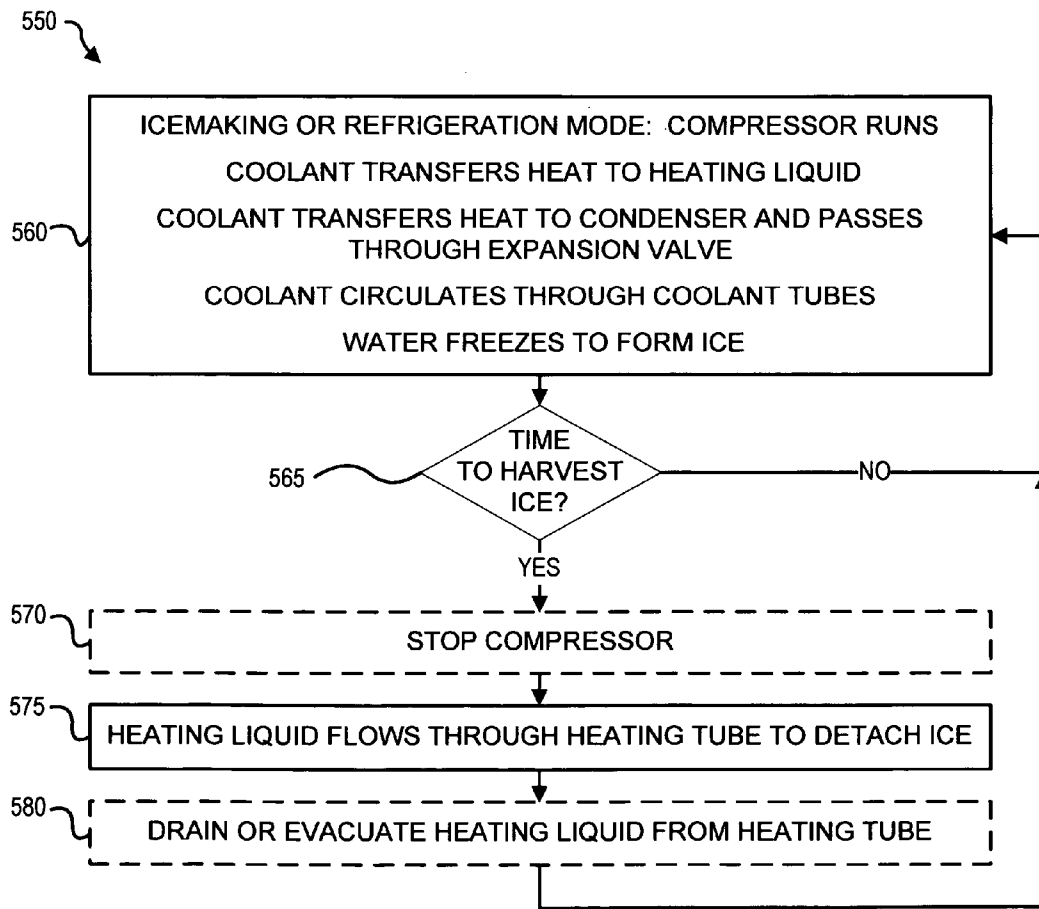 550
ICEMAKING OR REFRIGERATION MODE: COMPRESSOR RUNS
COOLANT TRANSFERS HEAT TO HEATING LIQUID
COOLANT TRANSFERS HEAT TO CONDENSER AND PASSES
THROUGH EXPANSION VALVE
COOLANT CIRCULATES THROUGH COOLANT TUBES
WATER FREEZES TO FORM ICE
560
TIME
TO HARVEST
ICE?
565
NO
YES
570
STOP COMPRESSOR
575
HEATING LIQUID FLOWS THROUGH HEATING TUBE TO DETACH ICE
580
DRAIN OR EVACUATE HEATING LIQUID FROM HEATING TUBE